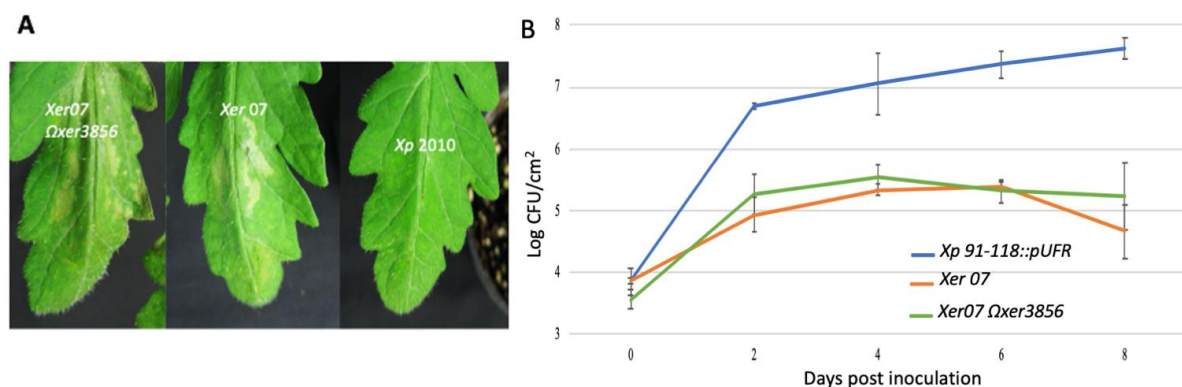 A
Xer07
Ωxer3856
Xer 07
Xp 2010
B
8
7
6
5
4
3
Log CFU/cm²
0 2 4 6 8
Days post inoculation
Xp 91-118::pUFR
Xer 07
Xer07 Ωxer3856